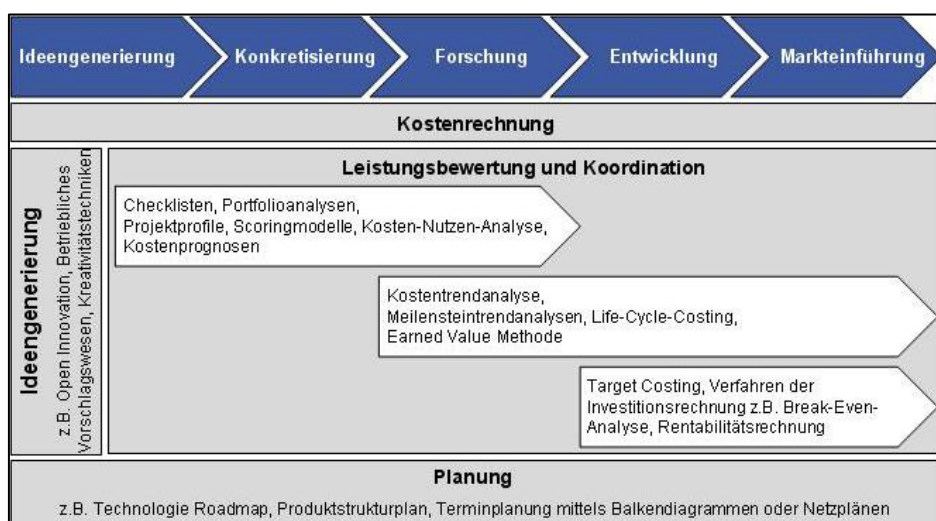 Ideengenerierung
Konkretisierung
Forschung
Entwicklung
Markteinführung
Kostenrechnung
Ideengenerierung
z.B. Open Innovation, Betriebliches
Vorschlagswesen, Kreativitätstechniken
Leistungsbewertung und Koordination
Checklisten, Portfolioanalysen,
Projektprofile, Scoringmodelle, Kosten-Nutzen-Analyse,
Kostenprognosen
Kostentrendanalyse,
Meilensteintrendanalysen, Life-Cycle-Costing,
Earned Value Methode
Target Costing, Verfahren der
Investitionsrechnung z.B. Break-Even-
Analyse, Rentabilitätsrechnung
Planung
z.B. Technologie Roadmap, Produktstrukturplan, Terminplanung mittels Balkendiagrammen oder Netzplänen